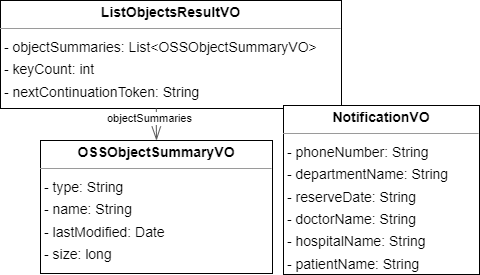 ListObjectsResultVO
- objectSummaries: List<OSSObjectSummaryVO>
- keyCount: int
- nextContinuationToken: String
objectSummaries
OSSObjectSummaryVO
- type: String
- name: String
- lastModified: Date
- size: long
NotificationVO
- phoneNumber: String
- departmentName: String
- reserveDate: String
- doctorName: String
- hospitalName: String
- patientName: String